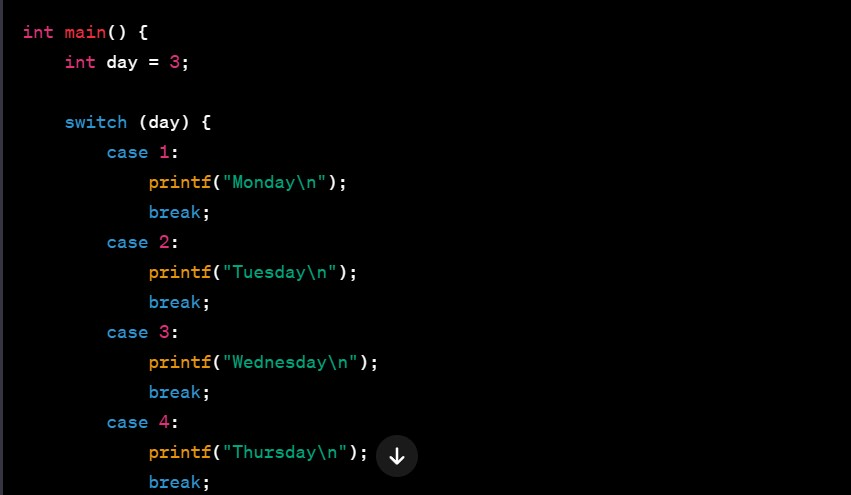 int main() {
    int day = 3;

    switch (day) {
        case 1:
            printf("Monday\n");
            break;
        case 2:
            printf("Tuesday\n");
            break;
        case 3:
            printf("Wednesday\n");
            break;
        case 4:
            printf("Thursday\n");
            break;